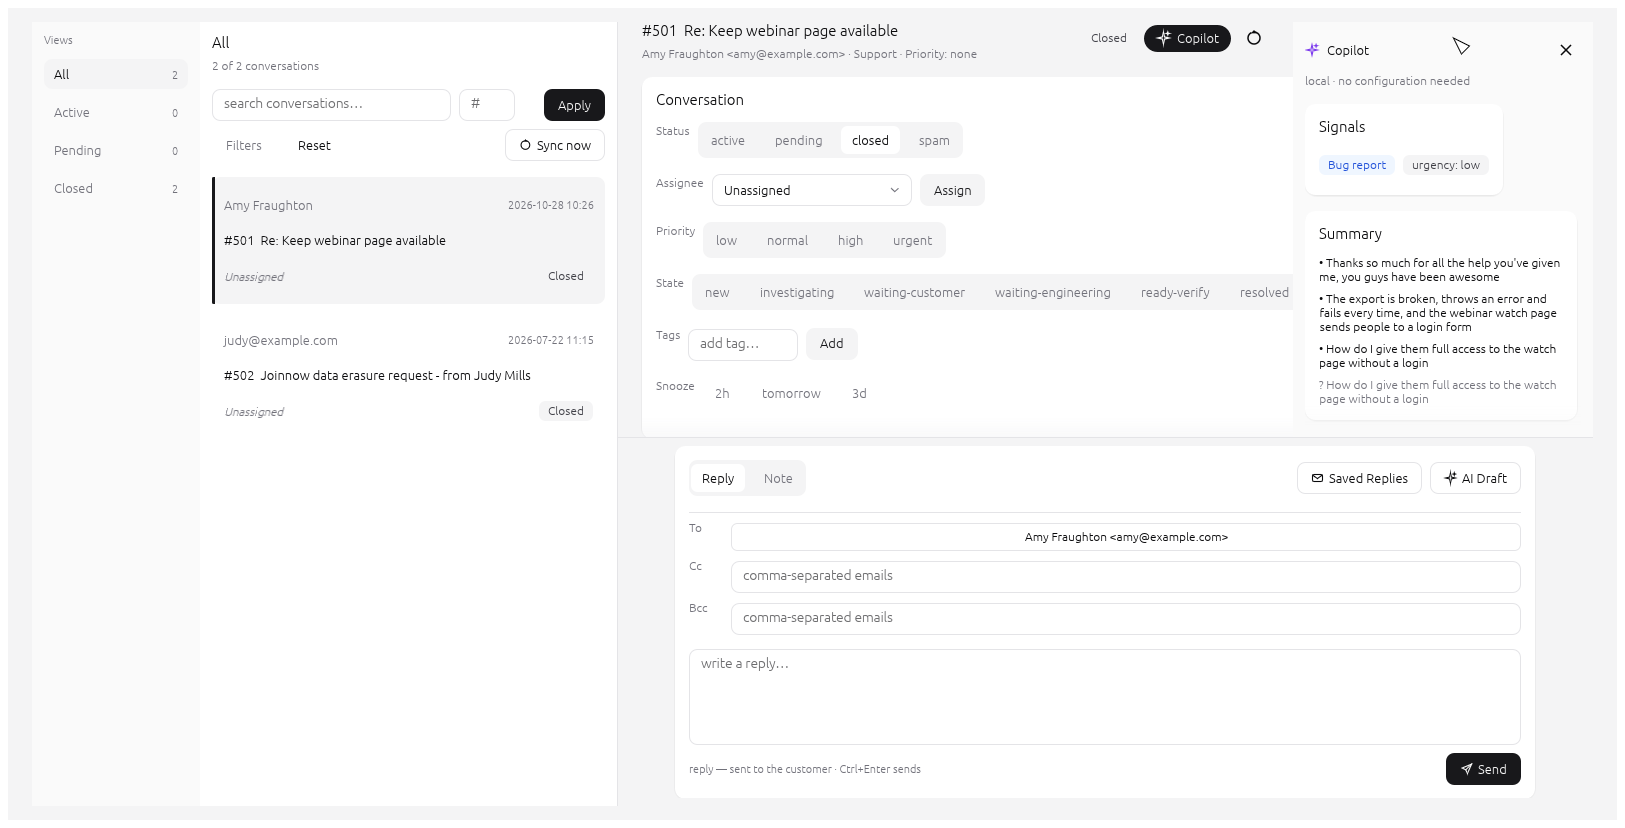 Views
All 2
Active 0
Pending 0
Closed 2
All
2 of 2 conversations
search conversations...
#
Apply
Filters
Reset
Sync now
Amy Fraughton
2026-10-28 10:26
#501 Re: Keep webinar page available
Unassigned
Closed
judy@example.com
2026-07-22 11:15
#502 Joinnow data erasure request - from Judy Mills
Unassigned
Closed
#501 Re: Keep webinar page available
Amy Fraughton <amy@example.com> · Support · Priority: none
Closed
Copilot
Conversation
Status
active pending closed spam
Assignee
Unassigned
Assign
Priority
low normal high urgent
State
new investigating waiting-customer waiting-engineering ready-verify resolved
Tags
add tag...
Add
Snooze
2h tomorrow 3d
Copilot
local · no configuration needed
Signals
Bug report
urgency: low
Summary
• Thanks so much for all the help you've given
me, you guys have been awesome
• The export is broken, throws an error and
fails every time, and the webinar watch page
sends people to a login form
• How do I give them full access to the watch
page without a login
? How do I give them full access to the watch
page without a login
Reply
Note
Saved Replies
AI Draft
To
Amy Fraughton <amy@example.com>
Cc
comma-separated emails
Bcc
comma-separated emails
write a reply...
reply — sent to the customer · Ctrl+Enter sends
Send